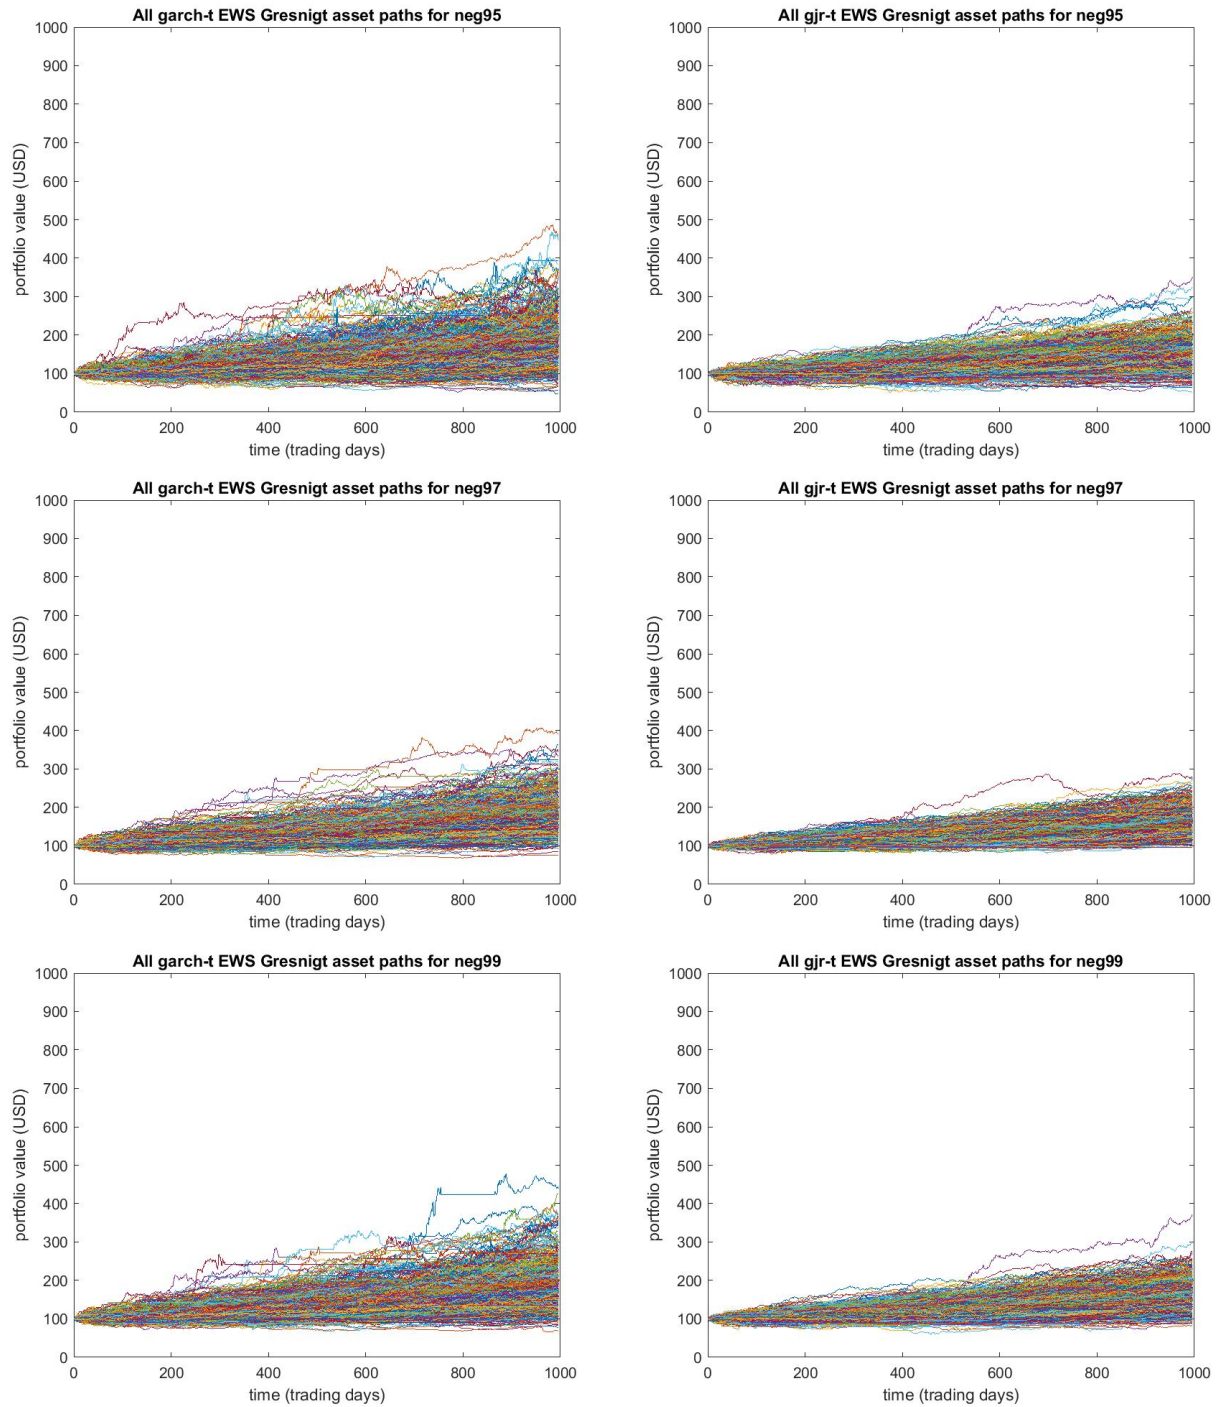 All garch-t EWS Gresnigt asset paths for neg95
1000
900
800
700
600
500
400
300
200
100
0
portfolio value (USD)
0 200 400 600 800 1000
time (trading days)
All gjr-t EWS Gresnigt asset paths for neg95
1000
900
800
700
600
500
400
300
200
100
0
portfolio value (USD)
0 200 400 600 800 1000
time (trading days)
All garch-t EWS Gresnigt asset paths for neg97
1000
900
800
700
600
500
400
300
200
100
0
portfolio value (USD)
0 200 400 600 800 1000
time (trading days)
All gjr-t EWS Gresnigt asset paths for neg97
1000
900
800
700
600
500
400
300
200
100
0
portfolio value (USD)
0 200 400 600 800 1000
time (trading days)
All garch-t EWS Gresnigt asset paths for neg99
1000
900
800
700
600
500
400
300
200
100
0
portfolio value (USD)
0 200 400 600 800 1000
time (trading days)
All gjr-t EWS Gresnigt asset paths for neg99
1000
900
800
700
600
500
400
300
200
100
0
portfolio value (USD)
0 200 400 600 800 1000
time (trading days)